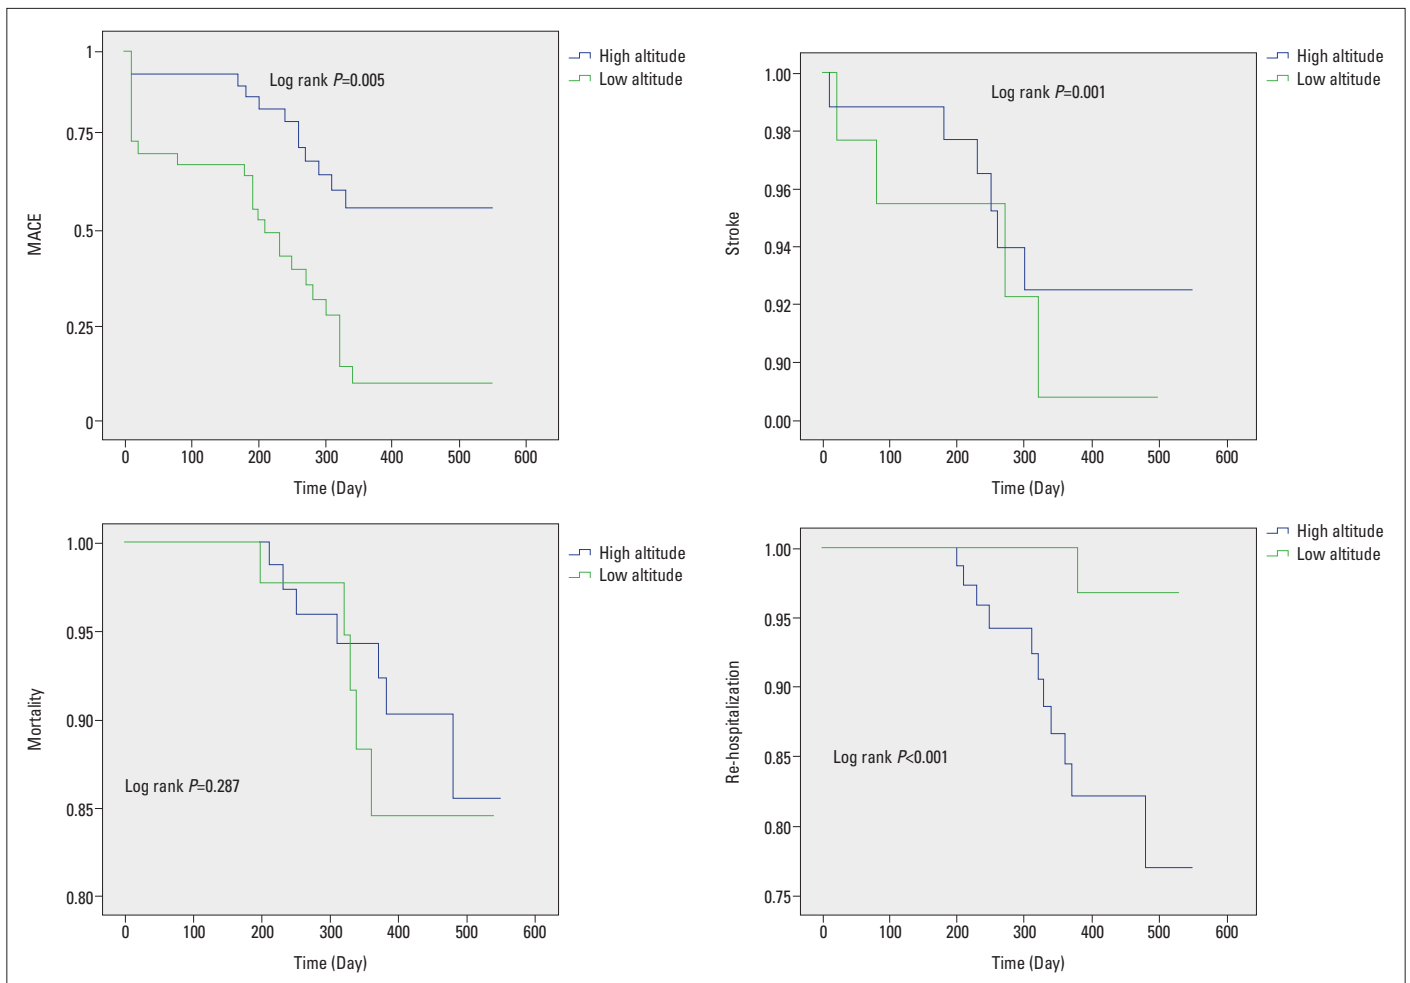 1
0.75
0.5
0.25
0
MACE
Log rank P=0.005
High altitude
Low altitude
0 100 200 300 400 500 600
Time (Day)
1.00
0.98
0.96
0.94
0.92
0.90
0.00
Stroke
Log rank P=0.001
High altitude
Low altitude
0 100 200 300 400 500 600
Time (Day)
1.00
0.95
0.90
0.85
0.80
Mortality
Log rank P=0.287
High altitude
Low altitude
0 100 200 300 400 500 600
Time (Day)
1.00
0.95
0.90
0.85
0.80
0.75
Re-hospitalization
Log rank P<0.001
High altitude
Low altitude
0 100 200 300 400 500 600
Time (Day)